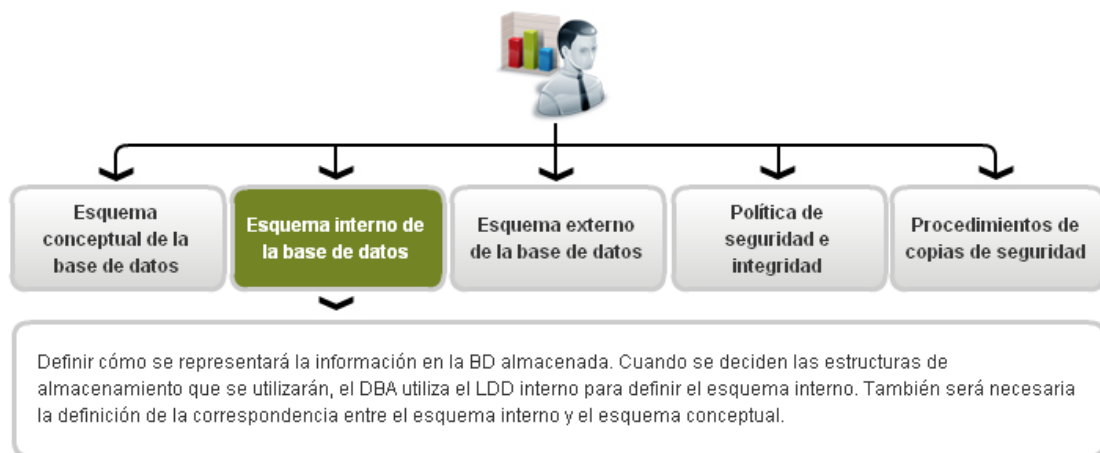 Esquema
conceptual de la
base de datos
Esquema interno de
la base de datos
Esquema externo
de la base de datos
Política de
seguridad e
integridad
Procedimientos de
copias de seguridad
Definir cómo se representará la información en la BD almacenada. Cuando se deciden las estructuras de
almacenamiento que se utilizarán, el DBA utiliza el LDD interno para definir el esquema interno. También será necesaria
la definición de la correspondencia entre el esquema interno y el esquema conceptual.